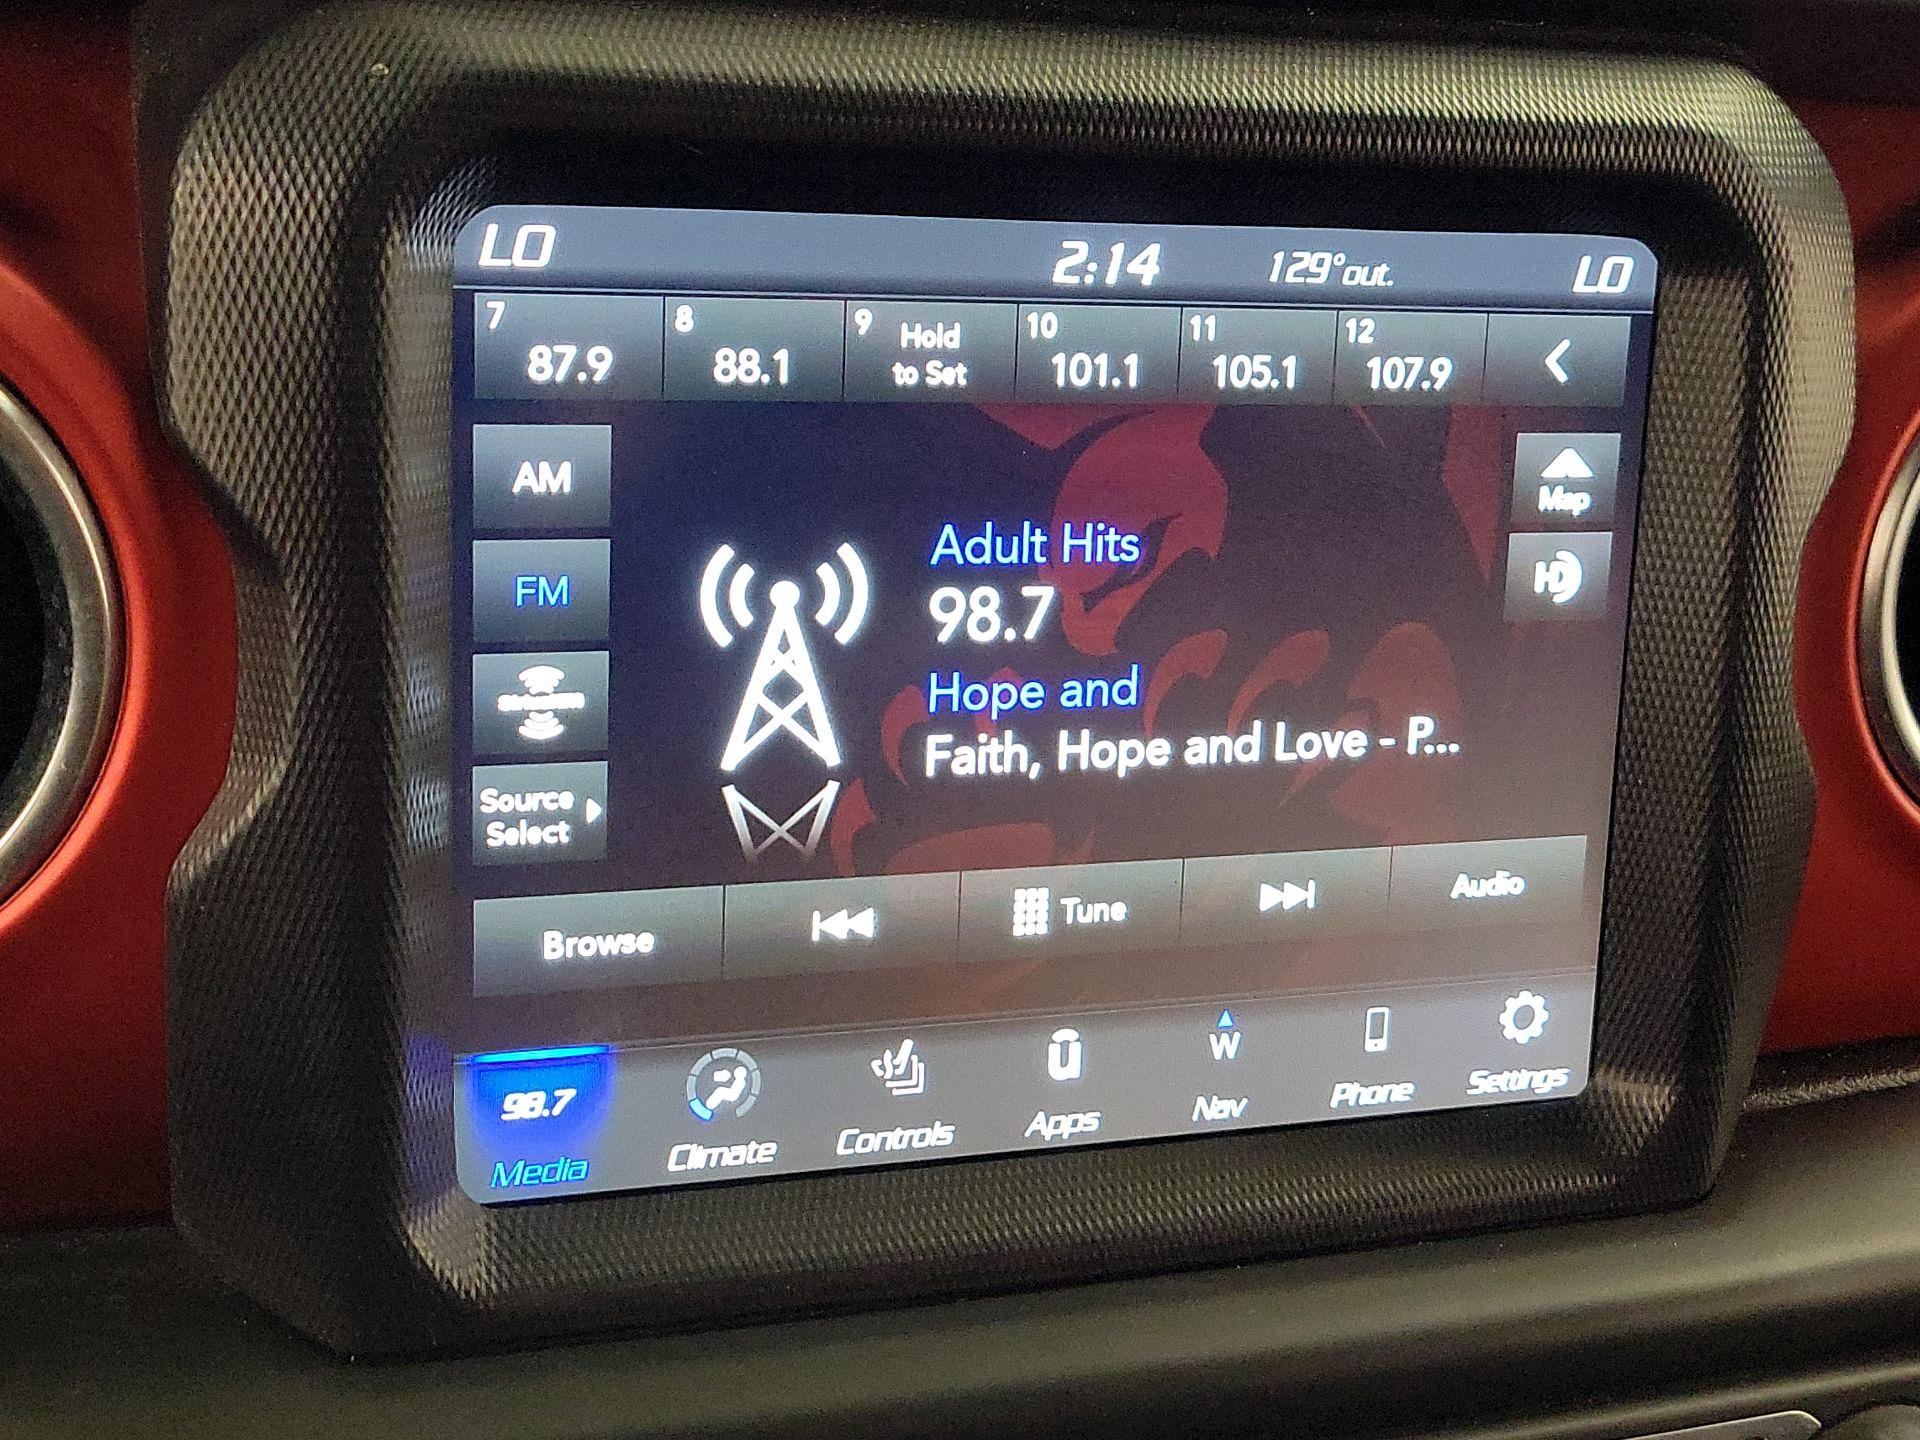 LO 2:14 129°out. LO
7 87.9
8 88.1
9 Hold to Set
10 101.1
11 105.1
12 107.9
AM
FM
Source
Select
Adult Hits
98.7
Hope and
Faith, Hope and Love - P...
Map
HD
Browse
Tune
Audio
98.7
Media
Climate
Controls
U
Apps
W
Nav
Phone
Settings